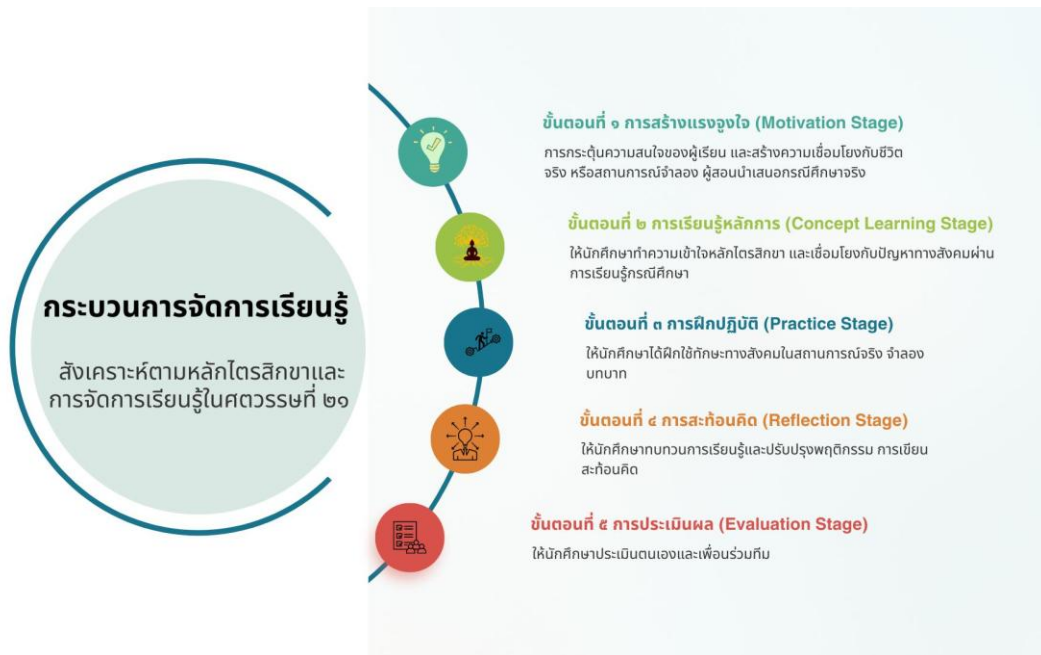 กระบวนการจัดการเรียนรู้
สังเคราะห์ตามหลักไตรสิกขาและ
การจัดการเรียนรู้ในศตวรรษที่ ๒๑
ขั้นตอนที่ ๑ การสร้างแรงจูงใจ (Motivation Stage)
การกระตุ้นความสนใจของผู้เรียน และสร้างความเชื่อมโยงกับชีวิต
จริง หรือสถานการณ์จำลอง ผู้สอนนำเสนอกรณีศึกษาจริง
ขั้นตอนที่ ๒ การเรียนรู้หลักการ (Concept Learning Stage)
ให้นักศึกษาทำความเข้าใจหลักไตรสิกขา และเชื่อมโยงกับปัญหาทางสังคมผ่าน
การเรียนรู้กรณีศึกษา
ขั้นตอนที่ ๓ การฝึกปฏิบัติ (Practice Stage)
ให้นักศึกษาได้ฝึกใช้ทักษะทางสังคมในสถานการณ์จริง จำลอง
บทบาท
ขั้นตอนที่ ๔ การสะท้อนคิด (Reflection Stage)
ให้นักศึกษาทบทวนการเรียนรู้และปรับปรุงพฤติกรรม การเขียน
สะท้อนคิด
ขั้นตอนที่ ๕ การประเมินผล (Evaluation Stage)
ให้นักศึกษาประเมินตนเองและเพื่อนร่วมทีม